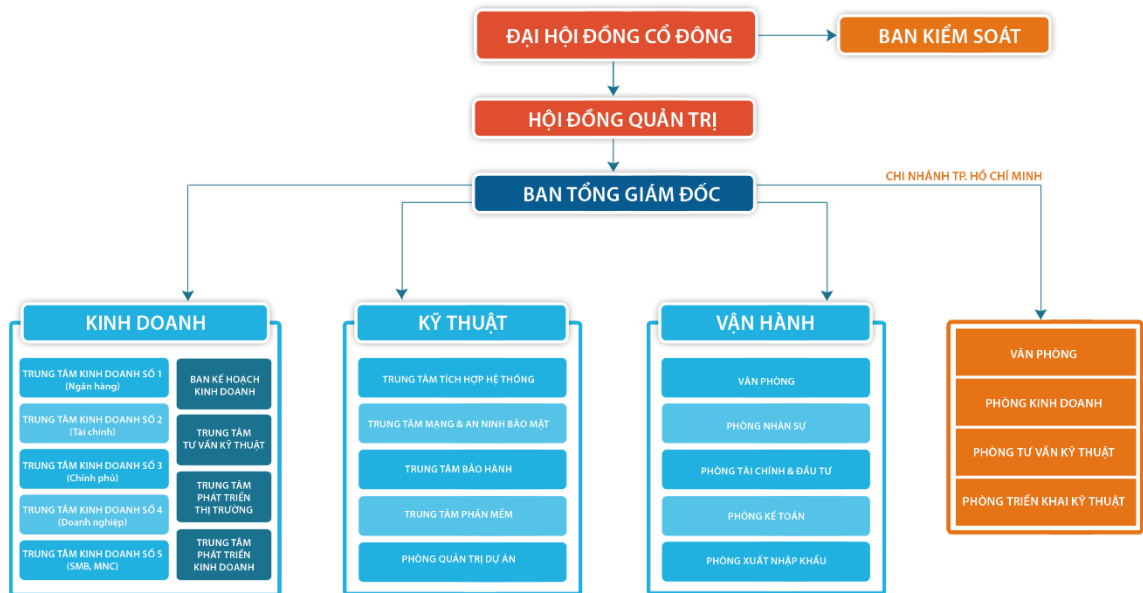 ĐẠI HỘI ĐỒNG CỔ ĐÔNG
BAN KIỂM SOÁT
HỘI ĐỒNG QUẢN TRỊ
BAN TỔNG GIÁM ĐỐC
CHI NHÁNH TP. HỒ CHÍ MINH
KINH DOANH
TRUNG TÂM KINH DOANH SỐ 1
(Ngân hàng)
TRUNG TÂM KINH DOANH SỐ 2
(Tài chính)
TRUNG TÂM KINH DOANH SỐ 3
(Chính phủ)
TRUNG TÂM KINH DOANH SỐ 4
(Doanh nghiệp)
TRUNG TÂM KINH DOANH SỐ 5
(SMB, MNC)
BAN KẾ HOẠCH
KINH DOANH
TRUNG TÂM
TƯ VẤN KỸ THUẬT
TRUNG TÂM
PHÁT TRIỂN
THỊ TRƯỜNG
TRUNG TÂM
PHÁT TRIỂN
KINH DOANH
KỸ THUẬT
TRUNG TÂM TÍCH HỢP HỆ THỐNG
TRUNG TÂM MẠNG & AN NINH BẢO MẬT
TRUNG TÂM BẢO HÀNH
TRUNG TÂM PHẦN MỀM
PHÒNG QUẢN TRỊ DỰ ÁN
VẬN HÀNH
VĂN PHÒNG
PHÒNG NHÂN SỰ
PHÒNG TÀI CHÍNH & ĐẦU TƯ
PHÒNG KẾ TOÁN
PHÒNG XUẤT NHẬP KHẨU
VĂN PHÒNG
PHÒNG KINH DOANH
PHÒNG TƯ VẤN KỸ THUẬT
PHÒNG TRIỂN KHAI KỸ THUẬT